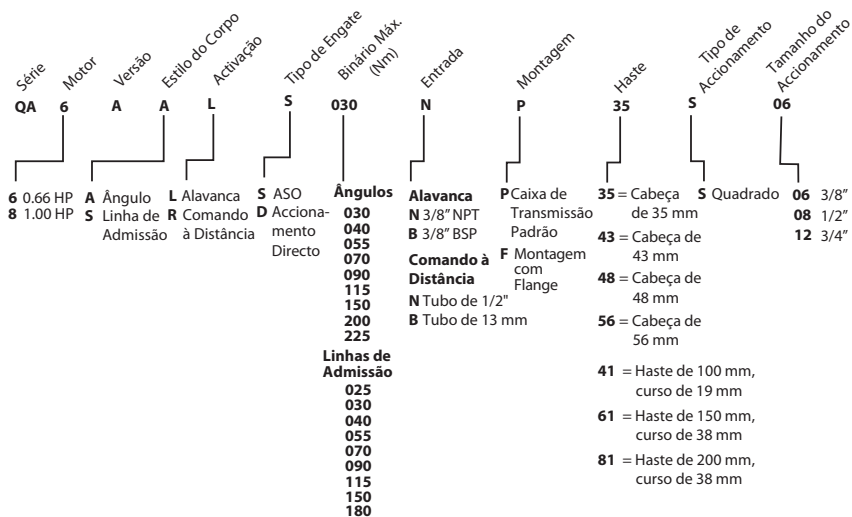 Série
Motor
Versão
Estilo do Corpo
Activação
Tipo de Engate
Binário Máx.
(Nm)
Entrada
Montagem
Haste
Tipo de
Accionamento
Tamanho do
Accionamento
QA 6 A A L S 030 N P 35 S 06
6 0.66 HP
8 1.00 HP
A Ângulo
S Linha de
Admissão
L Alavanca
R Comando
à Distância
S ASO
D Acciona-
mento
Directo
Ângulos
030
040
055
070
090
115
150
200
225
Linhas de
Admissão
025
030
040
055
070
090
115
150
180
Alavanca
N 3/8" NPT
B 3/8" BSP
Comando à
Distância
N Tubo de 1/2"
B Tubo de 13 mm
P Caixa de
Transmissão
Padrão
F Montagem
com
Flange
35 = Cabeça
de 35 mm
43 = Cabeça de
43 mm
48 = Cabeça de
48 mm
56 = Cabeça de
56 mm
41 = Haste de 100 mm,
curso de 19 mm
61 = Haste de 150 mm,
curso de 38 mm
81 = Haste de 200 mm,
curso de 38 mm
S Quadrado
06 3/8"
08 1/2"
12 3/4"